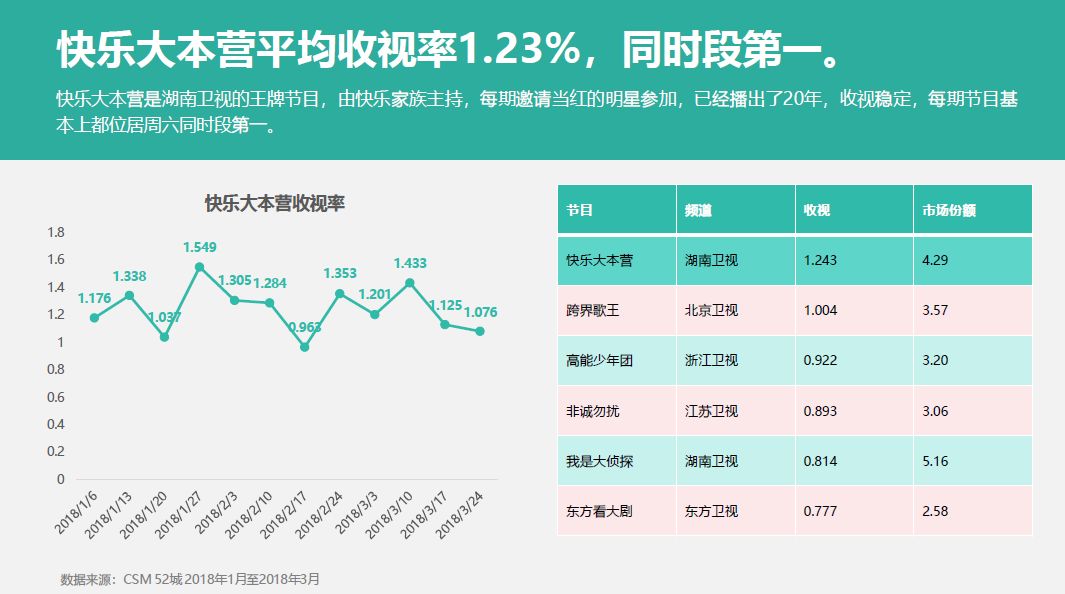 快乐大本营平均收视率1.23%，同时段第一。
快乐大本营是湖南卫视的王牌节目，由快乐家族主持，每期邀请当红的明星参加，已经播出了20年，收视稳定，每期节目基
本上都位居周六同时段第一。
快乐大本营收视率
1.8
1.6
1.4
1.2
1
0.8
0.6
0.4
0.2
0
1.176
1.338
1.037
1.549
1.305
1.284
0.963
1.353
1.201
1.433
1.125
1.076
2018/1/6
2018/1/13
2018/1/20
2018/1/27
2018/2/3
2018/2/10
2018/2/17
2018/2/24
2018/3/3
2018/3/10
2018/3/17
2018/3/24
节目 频道 收视 市场份额
快乐大本营 湖南卫视 1.243 4.29
跨界歌王 北京卫视 1.004 3.57
高能少年团 浙江卫视 0.922 3.20
非诚勿扰 江苏卫视 0.893 3.06
我是大侦探 湖南卫视 0.814 5.16
东方看大剧 东方卫视 0.777 2.58
数据来源：CSM 52城 2018年1月至2018年3月